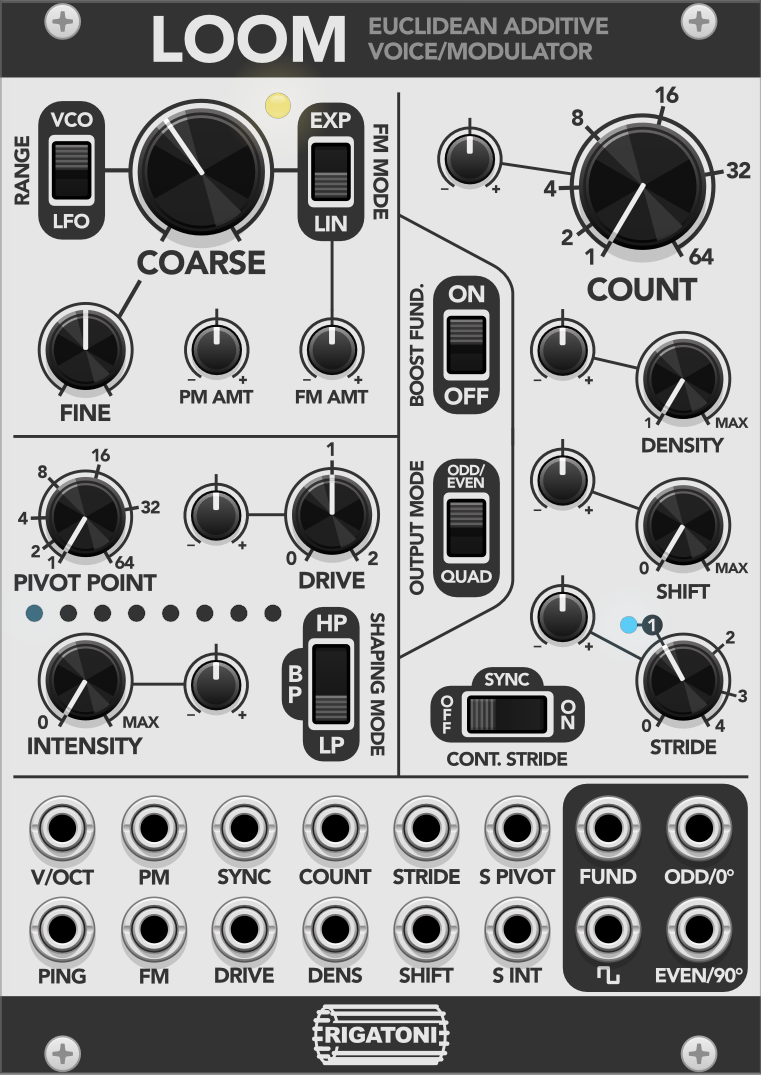 LOOM
EUCLIDEAN ADDITIVE
VOICE/MODULATOR
RANGE
VCO
LFO
COARSE
EXP
LIN
FM MODE
FINE
− +
PM AMT
− +
FM AMT
− +
1
2
4
8
16
32
64
COUNT
BOOST FUND.
ON
OFF
− +
1
MAX
DENSITY
1
2
4
8
16
32
64
PIVOT POINT
− +
0
1
2
DRIVE
OUTPUT MODE
ODD/
EVEN
QUAD
− +
0
MAX
SHIFT
0
MAX
INTENSITY
− +
HP
BP
LP
SHAPING MODE
− +
0
1
2
3
4
STRIDE
SYNC
OFF
ON
CONT. STRIDE
V/OCT
PM
SYNC
COUNT
STRIDE
S PIVOT
FUND
ODD/0°
PING
FM
DRIVE
DENS
SHIFT
S INT
EVEN/90°
RIGATONI